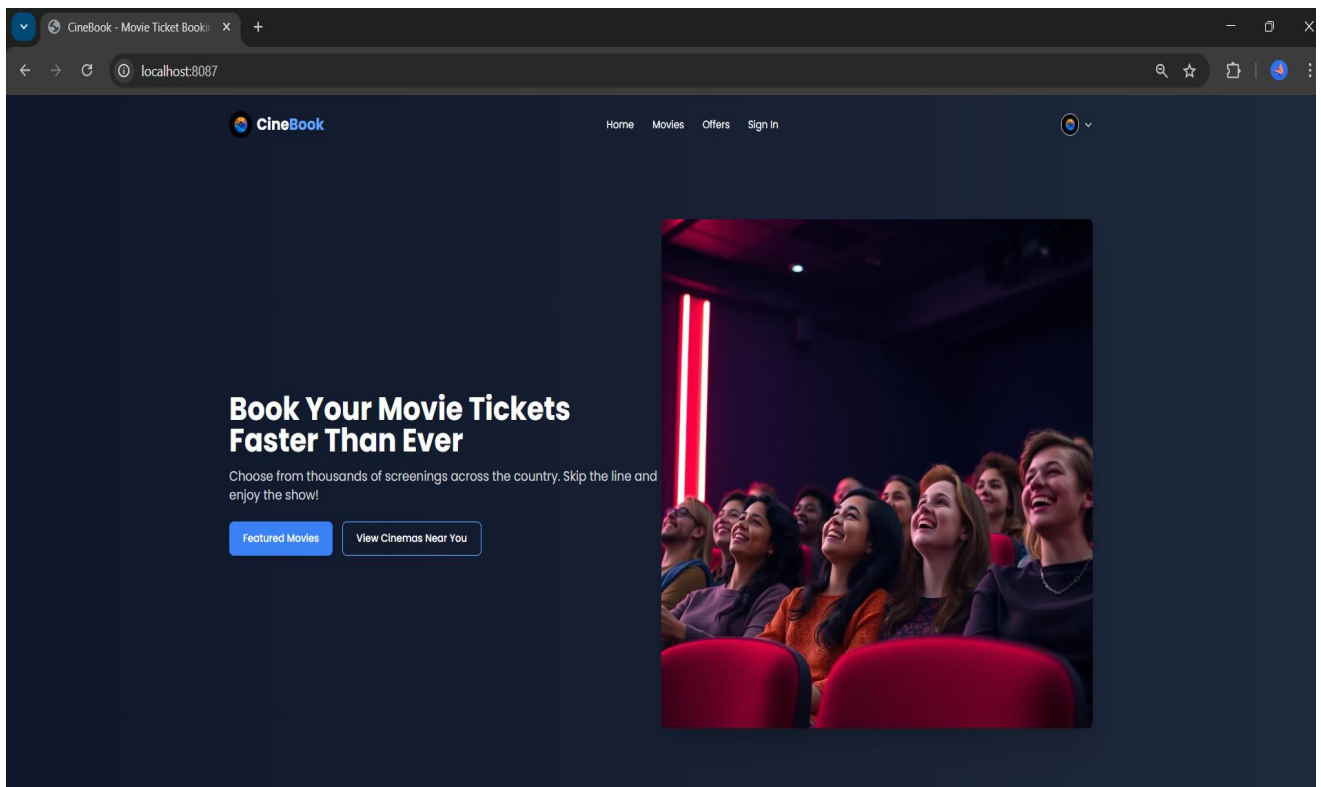 CineBook - Movie Ticket Bookin
localhost:8087
CineBook
Home Movies Offers Sign In
Book Your Movie Tickets
Faster Than Ever
Choose from thousands of screenings across the country. Skip the line and
enjoy the show!
Featured Movies View Cinemas Near You